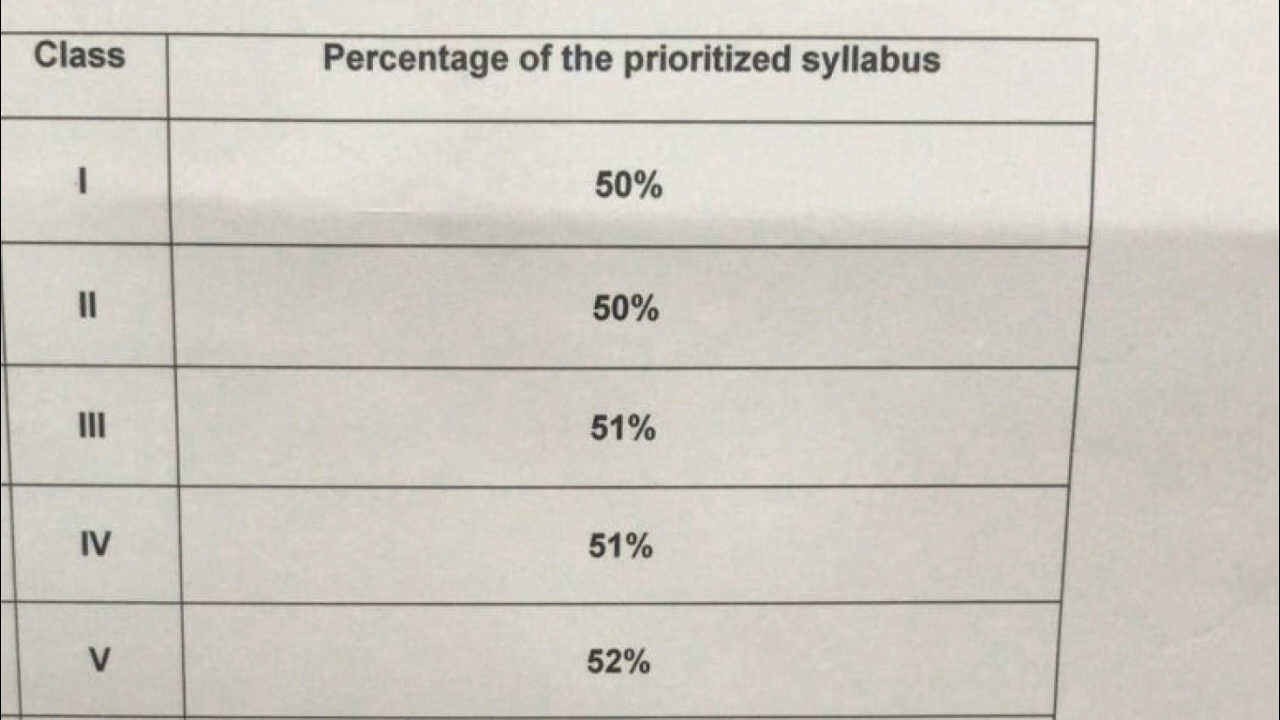 Class Percentage of the prioritized syllabus
I 50%
II 50%
III 51%
IV 51%
V 52%